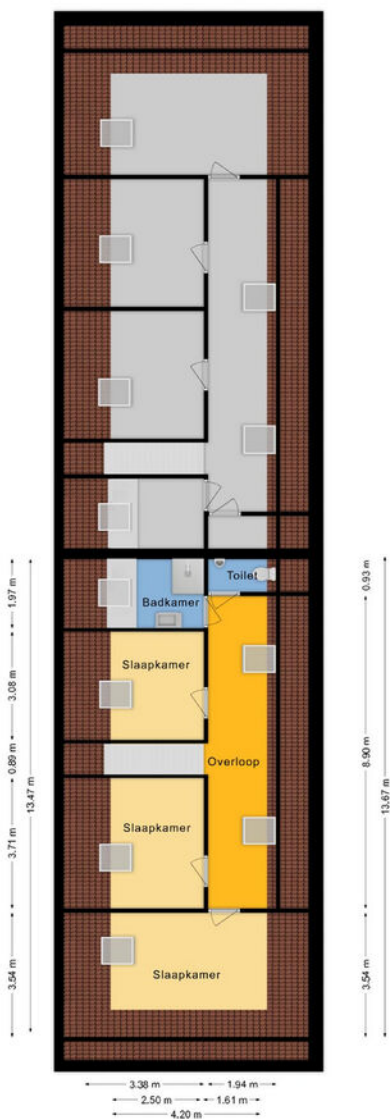 Toilet
Badkamer
Slaapkamer
Overloop
Slaapkamer
Slaapkamer
1.97 m
3.08 m
0.89 m
3.71 m
3.54 m
13.47 m
0.93 m
8.90 m
3.54 m
13.67 m
3.38 m
1.94 m
2.50 m
1.61 m
4.20 m